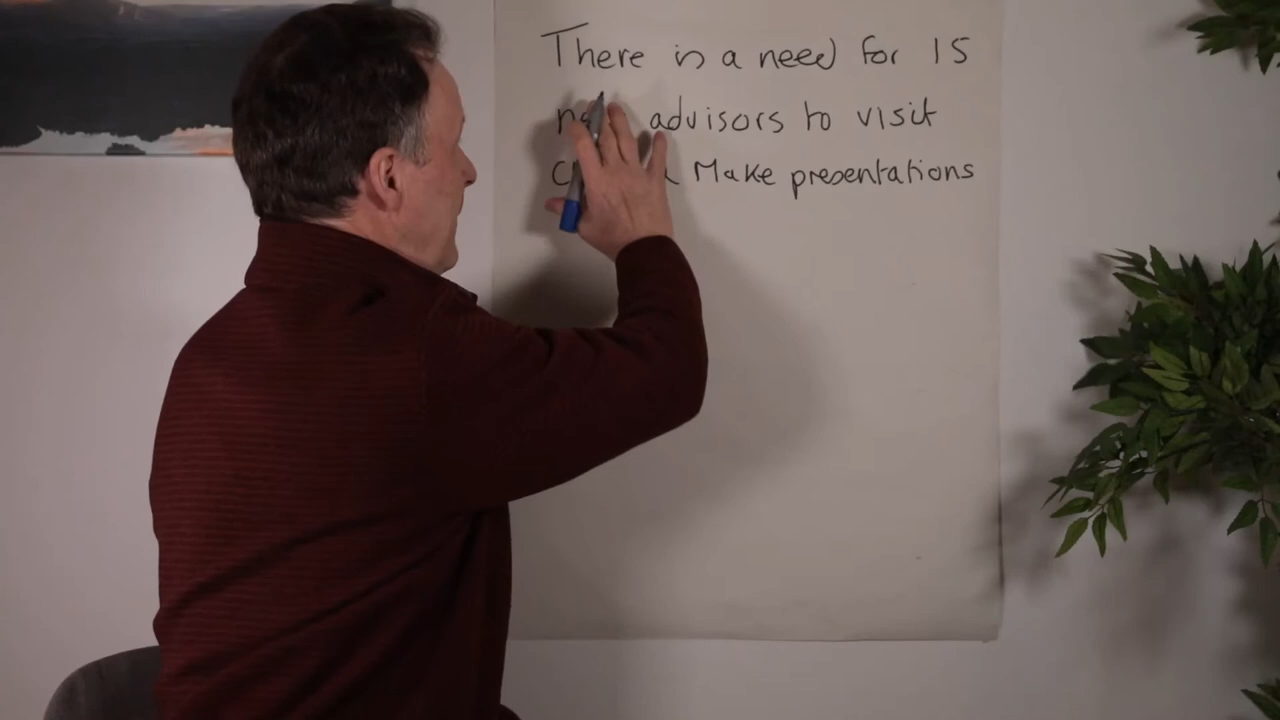 There is a need for 15
advisors to visit
Make presentations